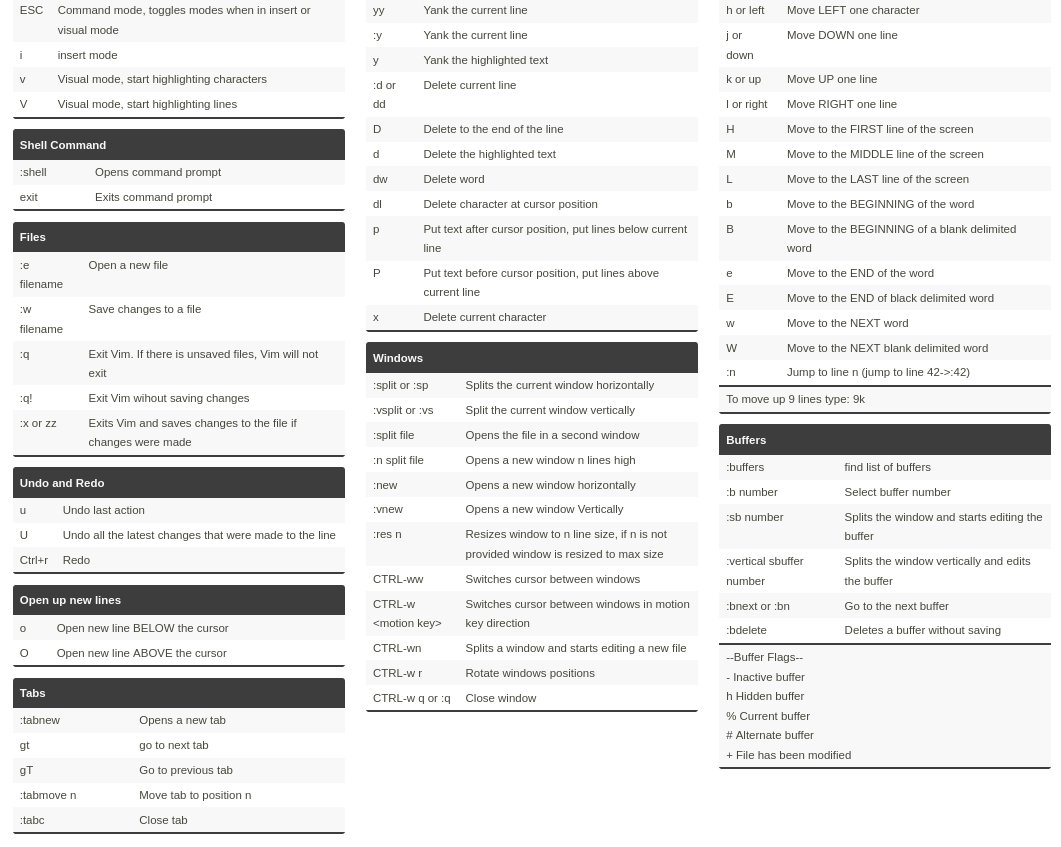 ESC Command mode, toggles modes when in insert or
visual mode
i insert mode
v Visual mode, start highlighting characters
V Visual mode, start highlighting lines
Shell Command
:shell Opens command prompt
exit Exits command prompt
Files
:e Open a new file
filename
:w Save changes to a file
filename
:q Exit Vim. If there is unsaved files, Vim will not
exit
:q! Exit Vim wihout saving changes
:x or zz Exits Vim and saves changes to the file if
changes were made
Undo and Redo
u Undo last action
U Undo all the latest changes that were made to the line
Ctrl+r Redo
Open up new lines
o Open new line BELOW the cursor
O Open new line ABOVE the cursor
Tabs
:tabnew Opens a new tab
gt go to next tab
gT Go to previous tab
:tabmove n Move tab to position n
:tabc Close tab
yy Yank the current line
:y Yank the current line
y Yank the highlighted text
:d or Delete current line
dd
D Delete to the end of the line
d Delete the highlighted text
dw Delete word
dl Delete character at cursor position
p Put text after cursor position, put lines below current
line
P Put text before cursor position, put lines above
current line
x Delete current character
Windows
:split or :sp Splits the current window horizontally
:vsplit or :vs Split the current window vertically
:split file Opens the file in a second window
:n split file Opens a new window n lines high
:new Opens a new window horizontally
:vnew Opens a new window Vertically
:res n Resizes window to n line size, if n is not
provided window is resized to max size
CTRL-ww Switches cursor between windows
CTRL-w Switches cursor between windows in motion
<motion key> key direction
CTRL-wn Splits a window and starts editing a new file
CTRL-w r Rotate windows positions
CTRL-w q or :q Close window
h or left Move LEFT one character
j or Move DOWN one line
down
k or up Move UP one line
l or right Move RIGHT one line
H Move to the FIRST line of the screen
M Move to the MIDDLE line of the screen
L Move to the LAST line of the screen
b Move to the BEGINNING of the word
B Move to the BEGINNING of a blank delimited
word
e Move to the END of the word
E Move to the END of black delimited word
w Move to the NEXT word
W Move to the NEXT blank delimited word
:n Jump to line n (jump to line 42->:42)
To move up 9 lines type: 9k
Buffers
:buffers find list of buffers
:b number Select buffer number
:sb number Splits the window and starts editing the
buffer
:vertical sbuffer Splits the window vertically and edits
number the buffer
:bnext or :bn Go to the next buffer
:bdelete Deletes a buffer without saving
--Buffer Flags--
- Inactive buffer
h Hidden buffer
% Current buffer
# Alternate buffer
+ File has been modified